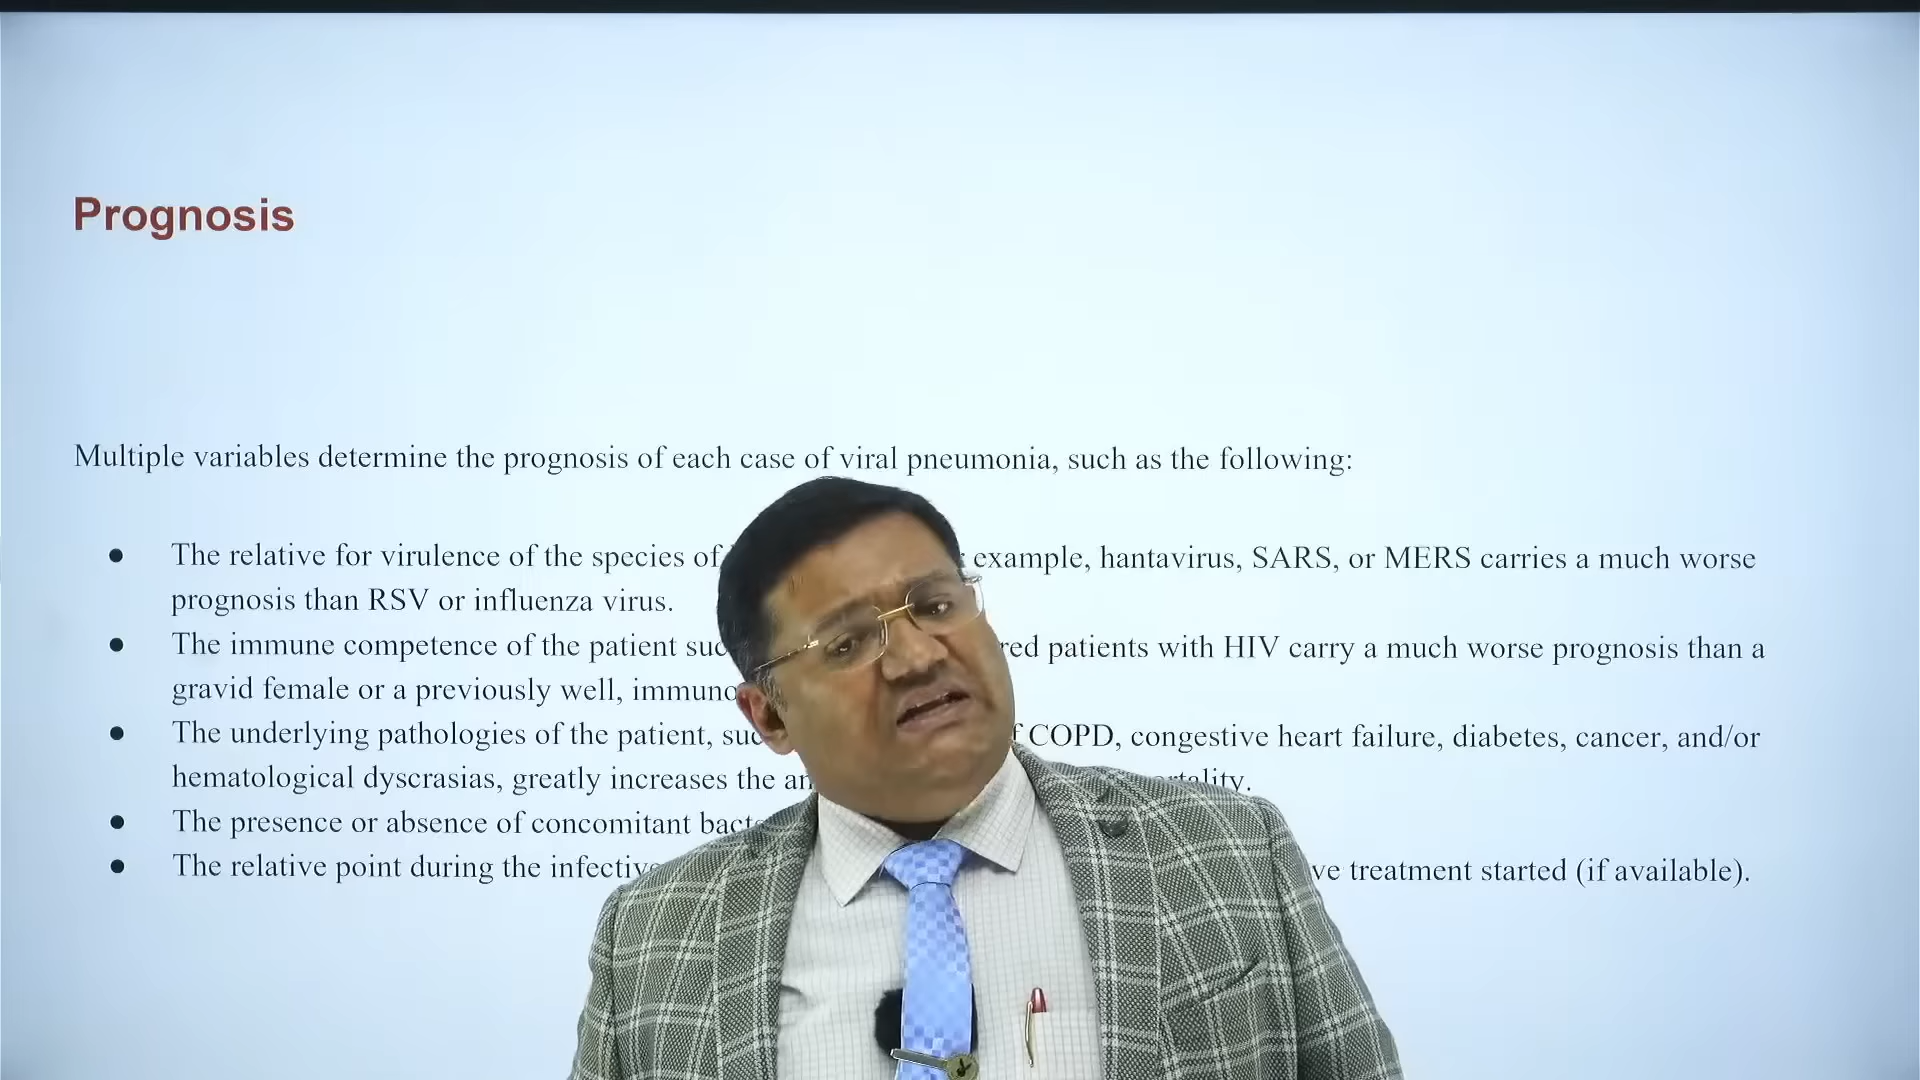 Prognosis
Multiple variables determine the prognosis of each case of viral pneumonia, such as the following:
The relative for virulence of the species of example, hantavirus, SARS, or MERS carries a much worse
prognosis than RSV or influenza virus.
The immune competence of the patient patients with HIV carry a much worse prognosis than a
gravid female or a previously well,
The underlying pathologies of the patient, COPD, congestive heart failure, diabetes, cancer, and/or
hematological dyscrasias, greatly increases the
The presence or absence of concomitant
The relative point during the treatment started (if available).